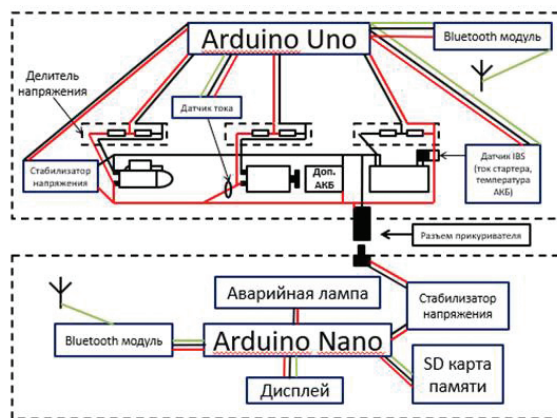 Arduino Uno
Bluetooth модуль
Делитель
напряжения
Датчик тока
Стабилизатор
напряжения
Доп.
АКБ
Датчик IBS
(ток стартера,
температура
АКБ)
Разъем прикуривателя
Аварийная лампа
Стабилизатор
напряжения
Bluetooth модуль
Arduino Nano
SD карта
памяти
Дисплей